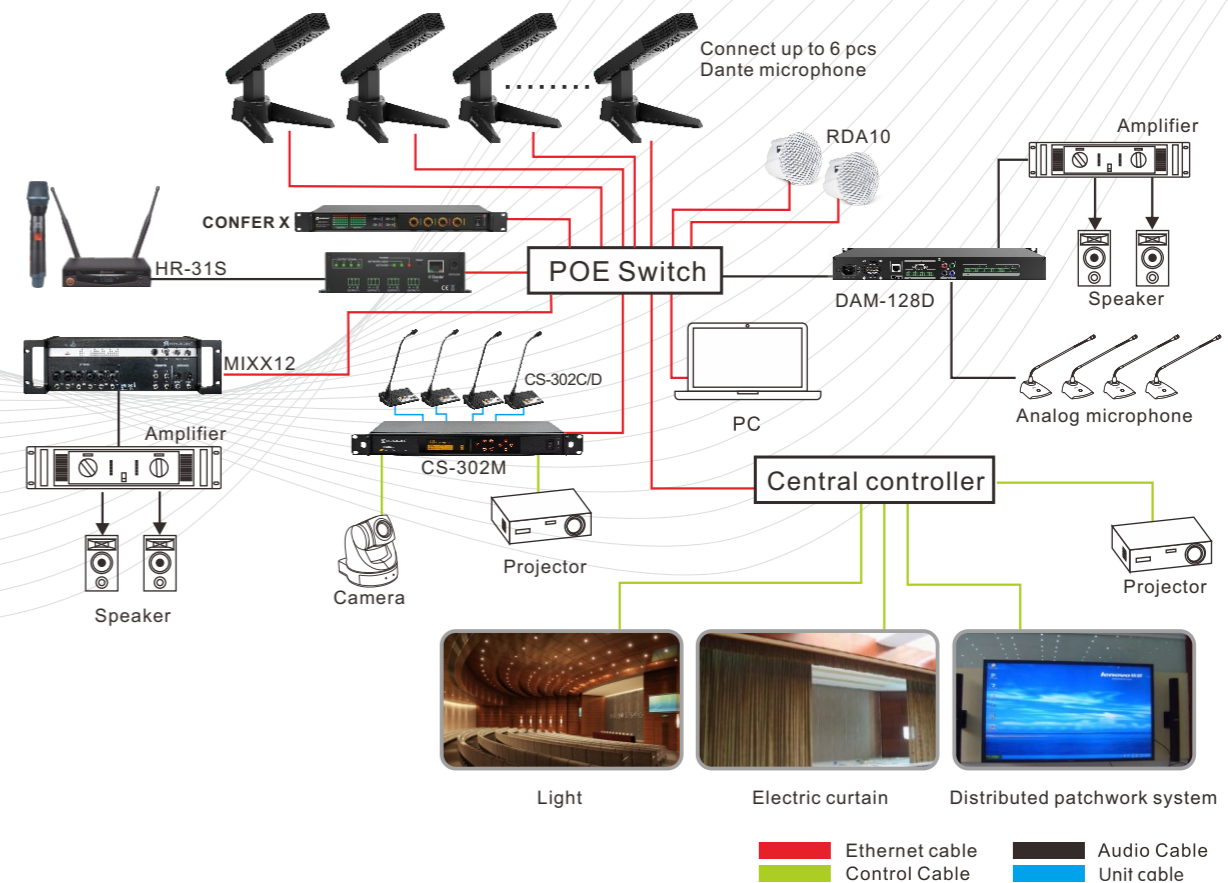 Connect up to 6 pcs
Dante microphone
RDA10
Amplifier
CONFER X
HR-31S
POE Switch
DAM-128D
Speaker
MIXX12
CS-302C/D
PC
Analog microphone
Amplifier
CS-302M
Central controller
Projector
Projector
Camera
Speaker
lenovo
Light
Electric curtain
Distributed patchwork system
Ethernet cable
Audio Cable
Control Cable
Unit cable